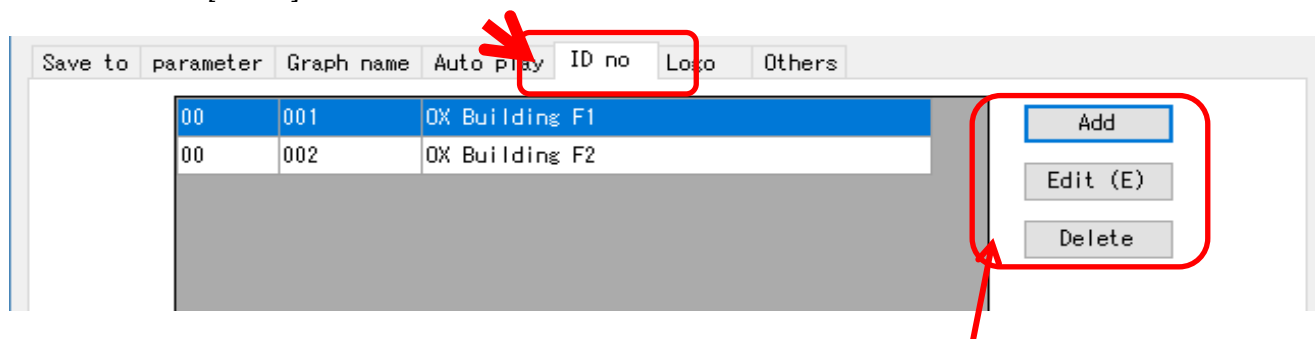 Save to parameter Graph name Auto play ID no Logo Others
00 001 OX Building F1
00 002 OX Building F2
Add
Edit (E)
Delete